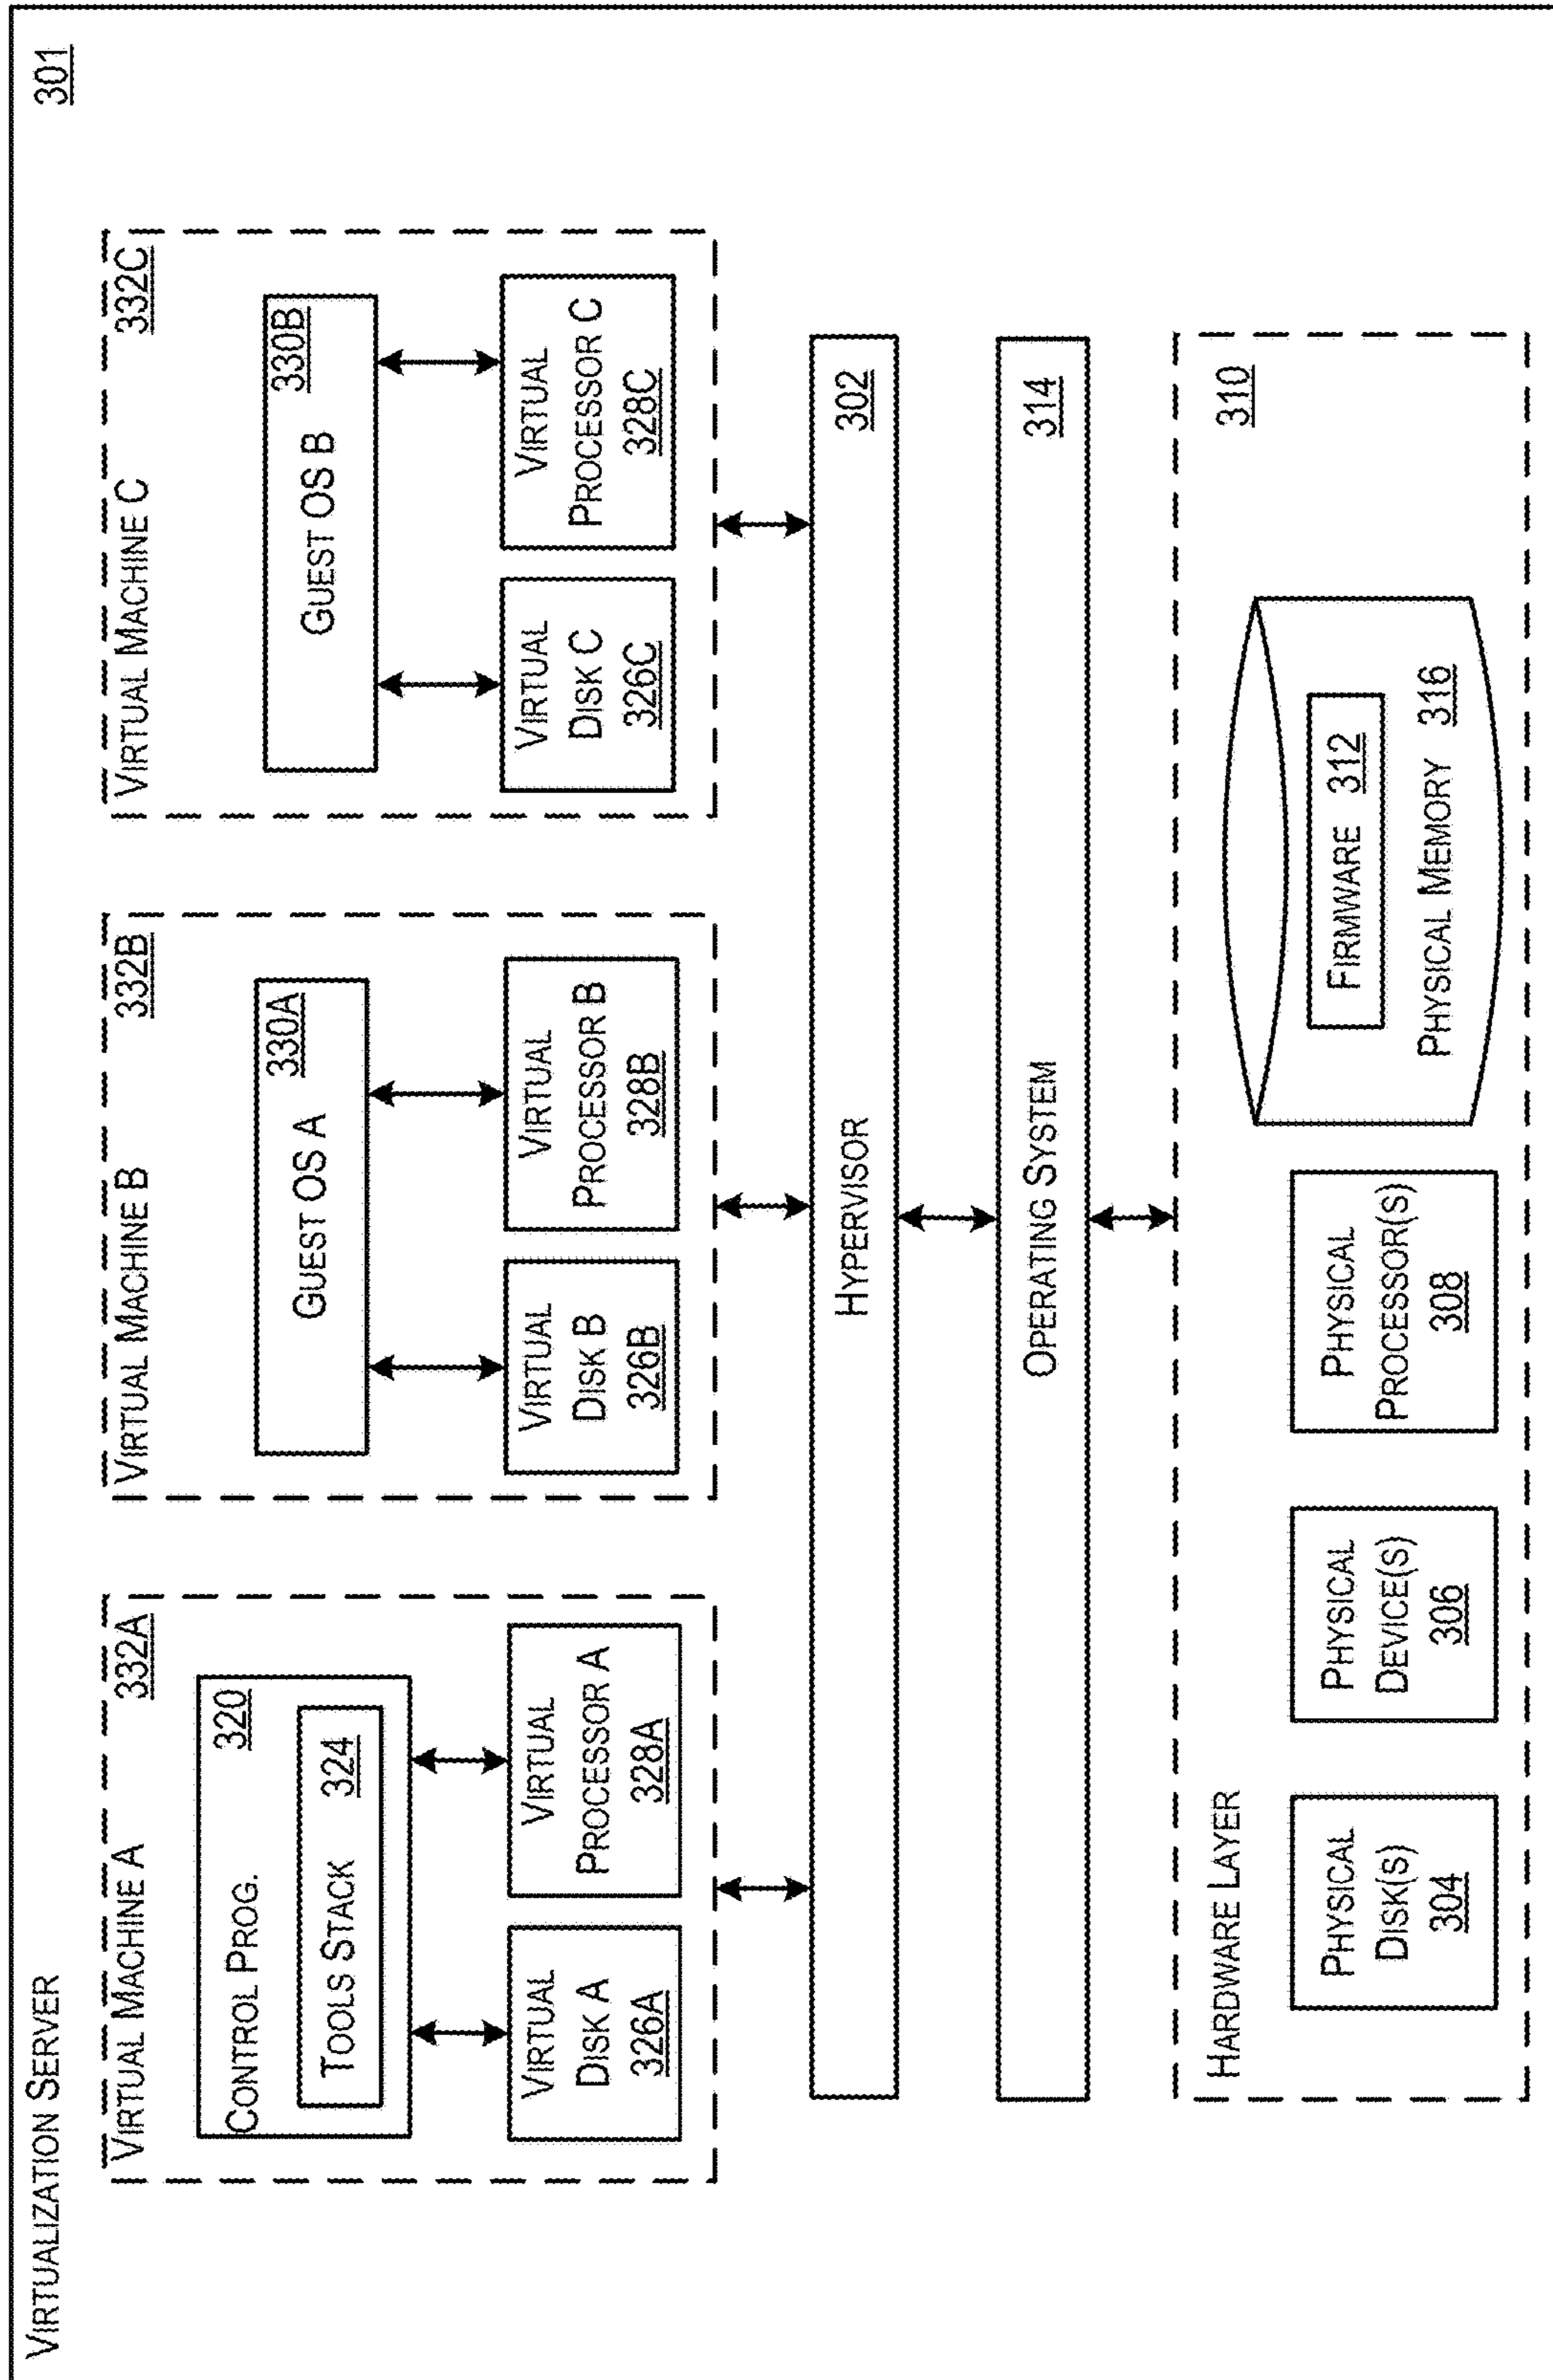 VIRTUALIZATION SERVER
301
VIRTUAL MACHINE A
332A
CONTROL PROG.
320
TOOLS STACK
324
VIRTUAL
DISK A
326A
VIRTUAL
PROCESSOR A
328A
VIRTUAL MACHINE B
332B
GUEST OS A
330A
VIRTUAL
DISK B
326B
VIRTUAL
PROCESSOR B
328B
VIRTUAL MACHINE C
332C
GUEST OS B
330B
VIRTUAL
DISK C
326C
VIRTUAL
PROCESSOR C
328C
HYPERVISOR
302
OPERATING SYSTEM
314
HARDWARE LAYER
310
PHYSICAL
DISK(S)
304
PHYSICAL
DEVICE(S)
306
PHYSICAL
PROCESSOR(S)
308
FIRMWARE 312
PHYSICAL MEMORY 316